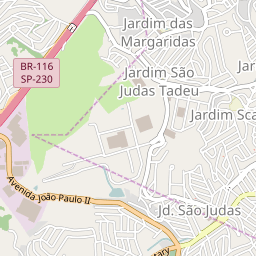 Jardim das
Margaridas
BR-116
SP-230
Jardim São
Judas Tadeu
Jardim Sca
Avenida João Paulo II
Jd. São Judas
tary